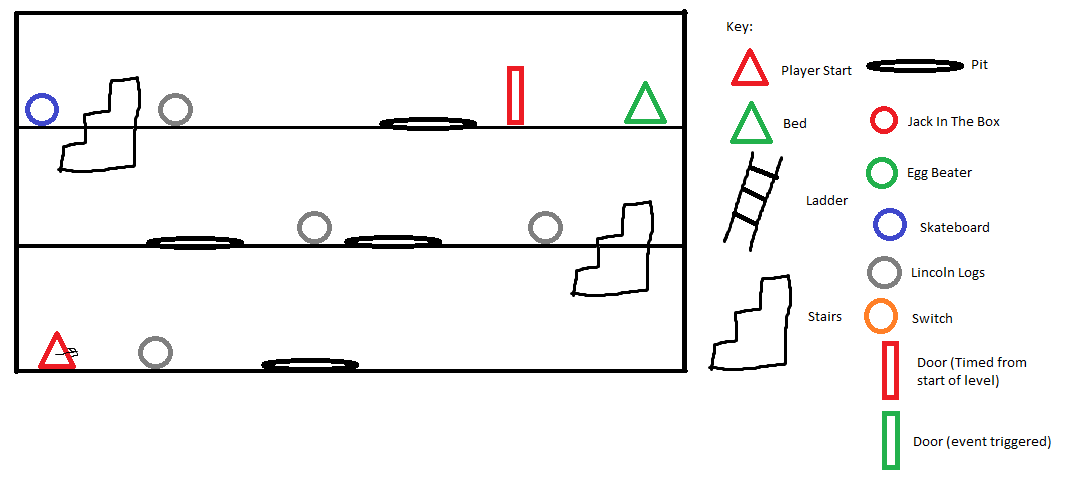 Key:
Player Start
Pit
Bed
Jack In The Box
Egg Beater
Ladder
Skateboard
Lincoln Logs
Stairs
Switch
Door (Timed from
start of level)
Door (event triggered)